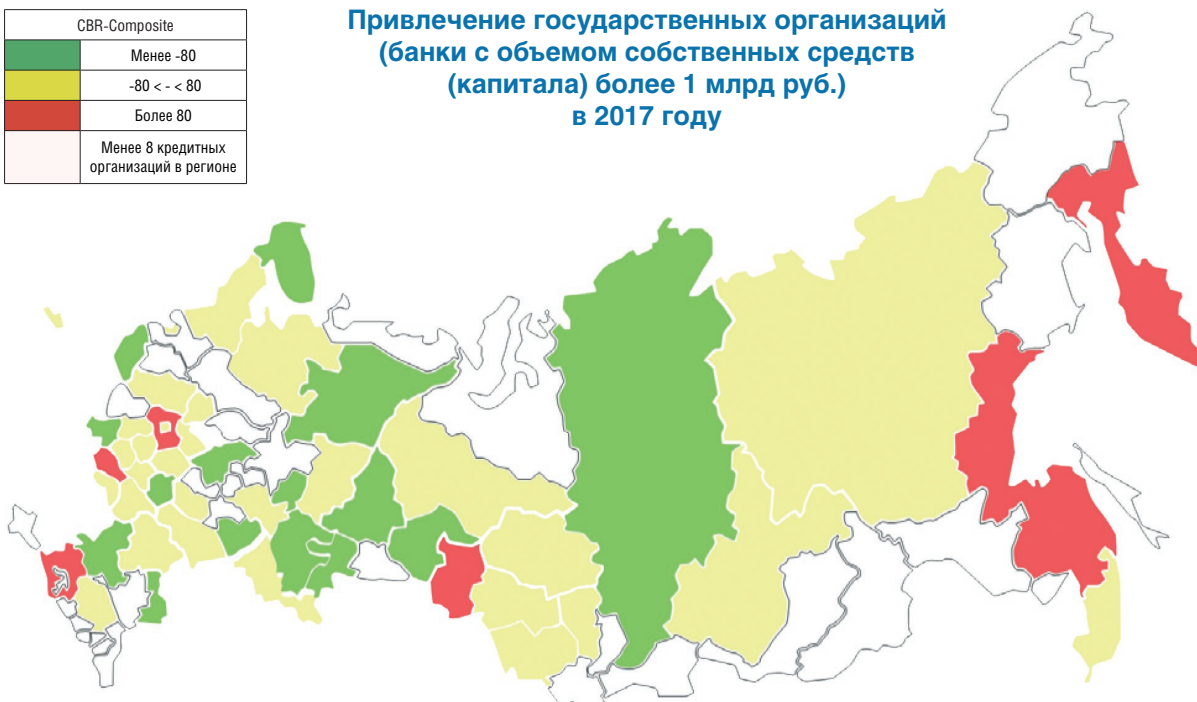 Привлечение государственных организаций
(банки с объемом собственных средств
(капитала) более 1 млрд руб.)
в 2017 году
CBR-Composite
Менее -80
-80 < - < 80
Более 80
Менее 8 кредитных
организаций в регионе